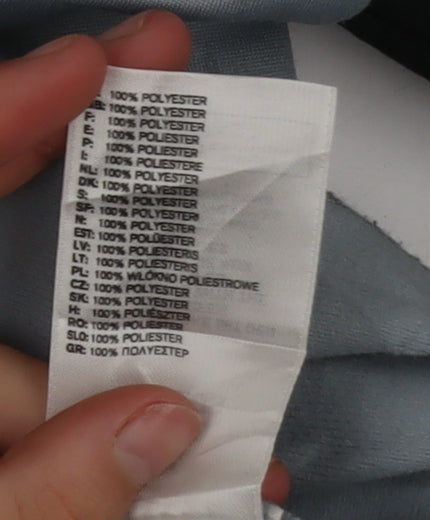 100% POLYESTER
GB: 100% POLYESTER
F: 100% POLYESTER
E: 100% POLYESTER
P: 100% POLIESTER
I: 100% POLIESTERE
NL: 100% POLYESTER
DK: 100% POLYESTER
S: 100% POLYESTER
SF: 100% POLYESTERI
N: 100% POLYESTER
EST: 100% POLÜESTER
LV: 100% POLIESTERIS
LT: 100% POLIESTERIS
PL: 100% WŁÓKNO POLIESTROWE
CZ: 100% POLYESTER
SK: 100% POLYESTER
H: 100% POLIÉSZTER
RO: 100% POLIESTER
SLO: 100% POLIESTER
GR: 100% ΠΟΛΥΕΣΤΕΡ